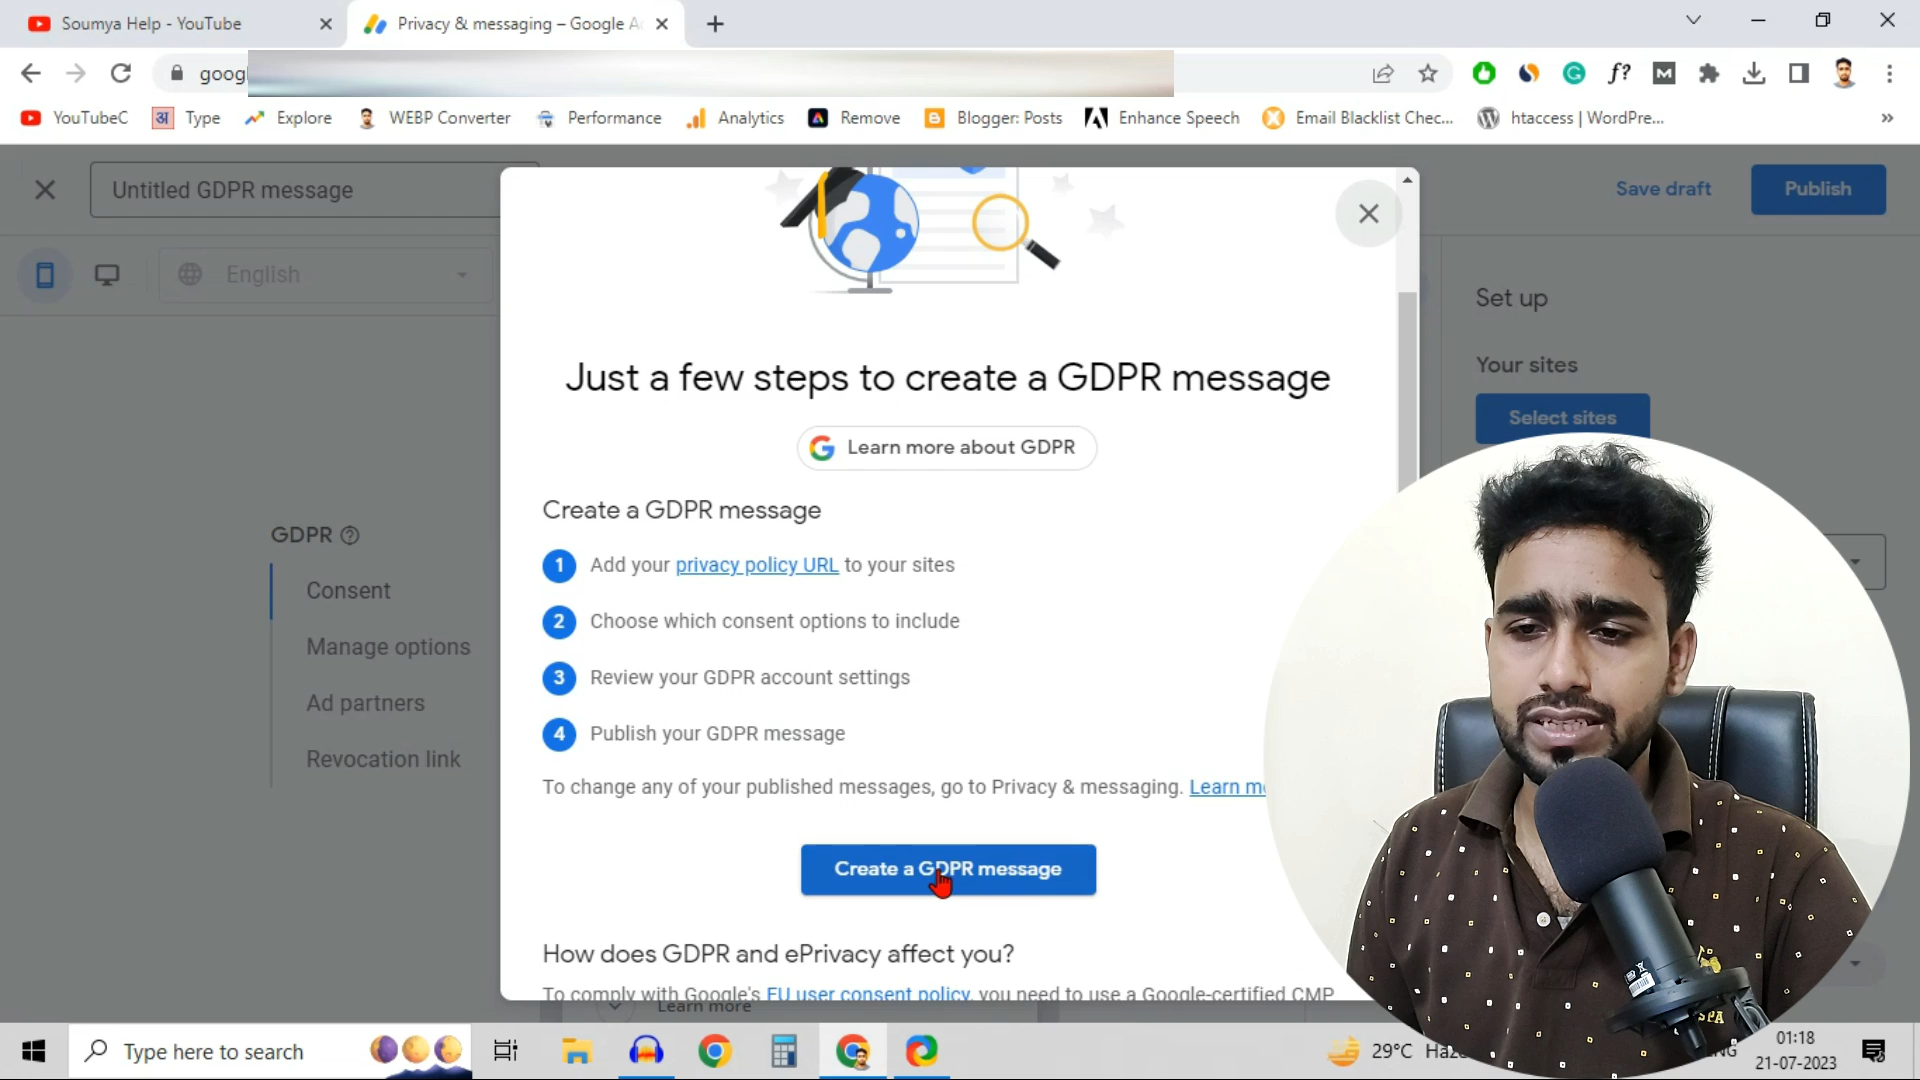 Soumya Help - YouTube
Privacy & messaging – Google A
goog
YouTubeC
अ Type
Explore
WEBP Converter
Performance
Analytics
Remove
Blogger: Posts
Enhance Speech
Email Blacklist Chec...
htaccess | WordPre...
»
Untitled GDPR message
Save draft
Publish
English
Set up
Your sites
Select sites
Just a few steps to create a GDPR message
Learn more about GDPR
Create a GDPR message
1 Add your privacy policy URL to your sites
2 Choose which consent options to include
3 Review your GDPR account settings
4 Publish your GDPR message
To change any of your published messages, go to Privacy & messaging. Learn m
Create a GDPR message
How does GDPR and ePrivacy affect you?
To comply with Google's EU user consent policy, you need to use a Google-certified CMP
Learn more
GDPR
Consent
Manage options
Ad partners
Revocation link
Type here to search
29°C Haz
NG
01:18
21-07-2023